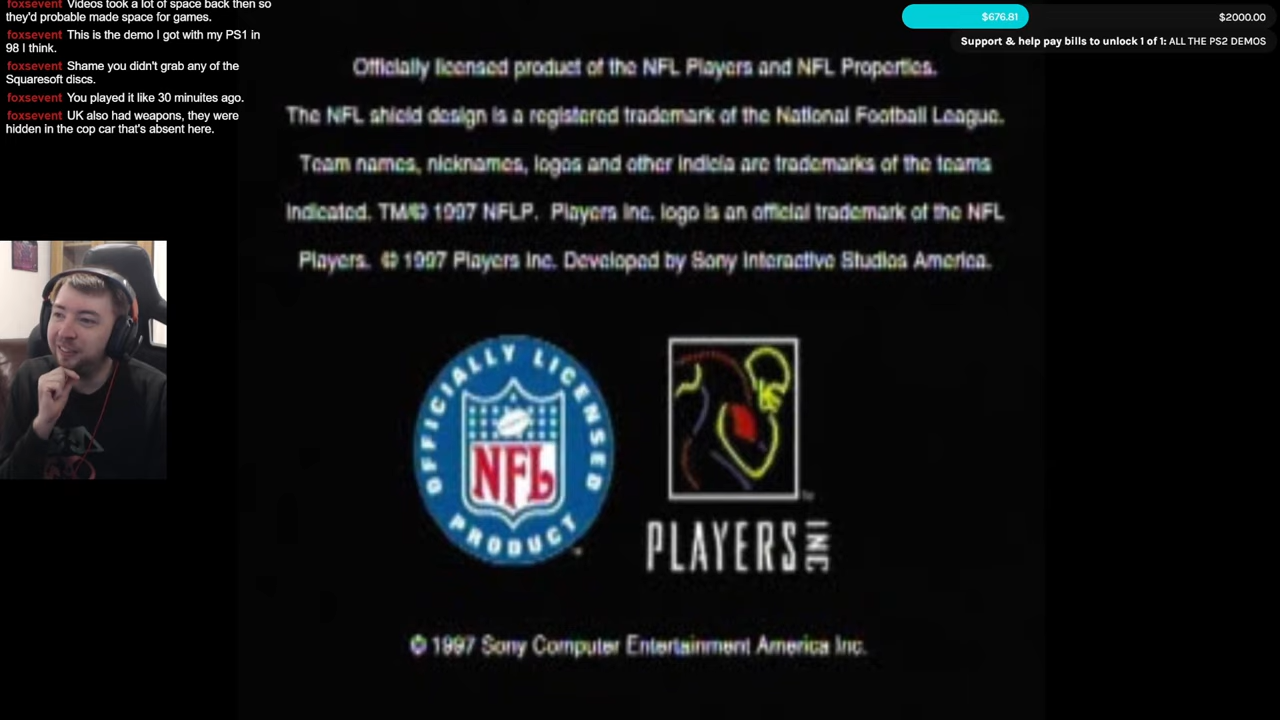 foxsevent Videos took a lot of space back then so
they'd probable made space for games.
foxsevent This is the demo I got with my PS1 in
98 I think.
foxsevent Shame you didn't grab any of the
Squaresoft discs.
foxsevent You played it like 30 minuites ago.
foxsevent UK also had weapons, they were
hidden in the cop car that's absent here.
$676.81
$2000.00
Support & help pay bills to unlock 1 of 1: ALL THE PS2 DEMOS
Officially licensed product of the NFL Players and NFL Properties.
The NFL shield design is a registered trademark of the National Football League.
Team names, nicknames, logos and other indicia are trademarks of the teams
indicated. TM/© 1997 NFLP. Players Inc. logo is an official trademark of the NFL
Players. © 1997 Players Inc. Developed by Sony Interactive Studios America.
OFFICIALLY LICENSED
NFL
PRODUCT
™
PLAYERS INC
™
© 1997 Sony Computer Entertainment America Inc.